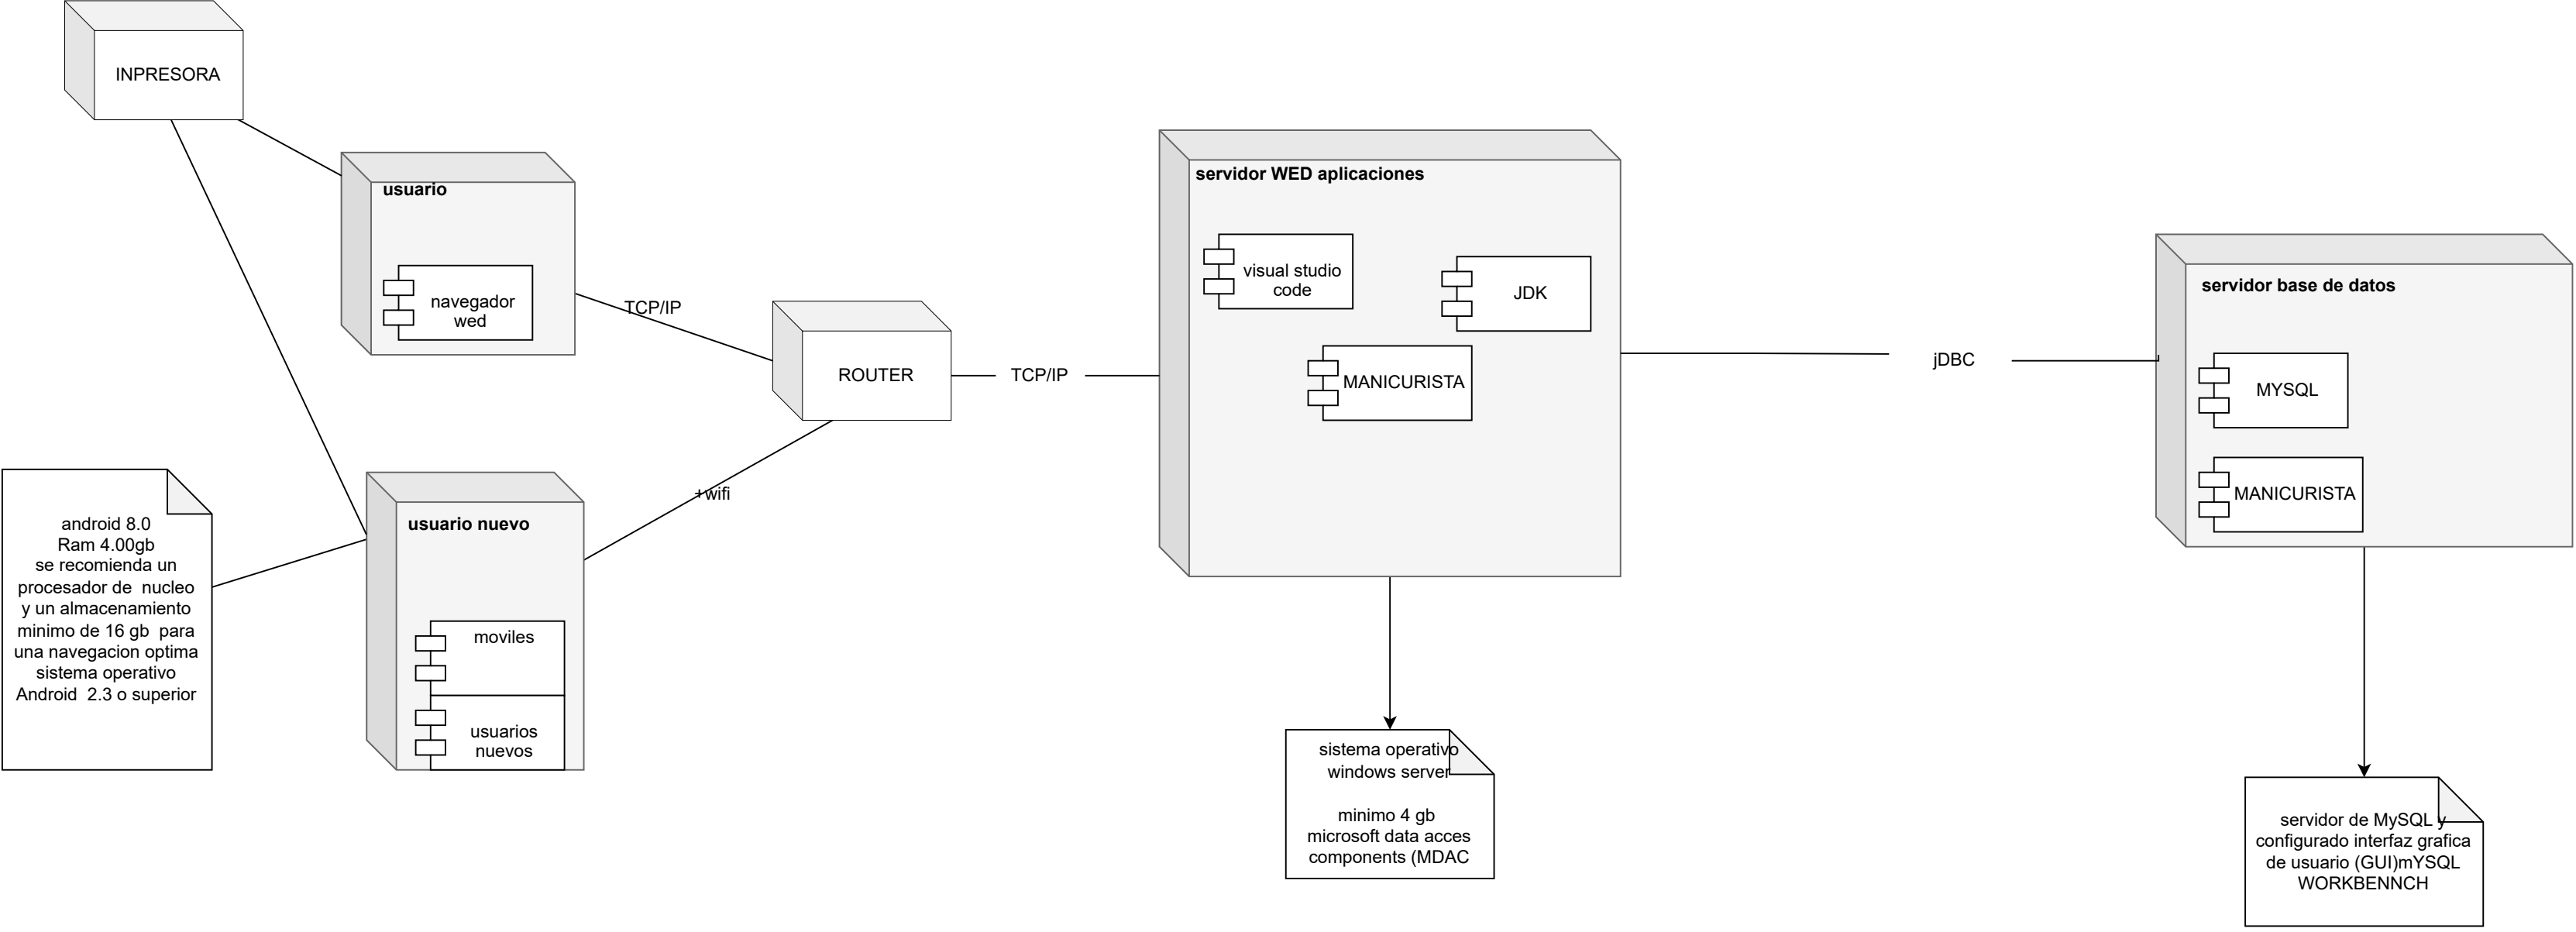 INPRESORA
usuario
navegador
wed
TCP/IP
ROUTER
TCP/IP
servidor WED aplicaciones
visual studio
code
JDK
MANICURISTA
jDBC
servidor base de datos
MYSQL
MANICURISTA
+wifi
android 8.0
Ram 4.00gb
se recomienda un
procesador de nucleo
y un almacenamiento
minimo de 16 gb para
una navegacion optima
sistema operativo
Android 2.3 o superior
usuario nuevo
moviles
usuarios
nuevos
sistema operativo
windows server
minimo 4 gb
microsoft data acces
components (MDAC
servidor de MySQL y
configurado interfaz grafica
de usuario (GUI)mYSQL
WORKBENNCH